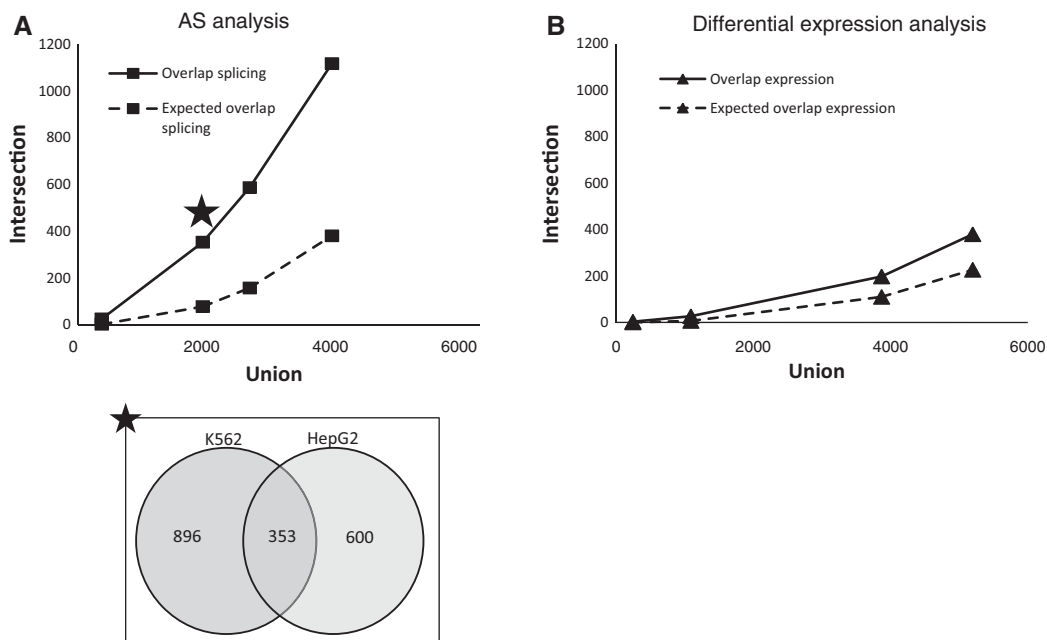 A
AS analysis
1200
1000
800
600
400
200
0
Intersection
Overlap splicing
Expected overlap
splicing
0
2000
4000
6000
Union
B
Differential expression analysis
1200
1000
800
600
400
200
0
Intersection
Overlap expression
Expected overlap expression
0
2000
4000
6000
Union
K562
HepG2
896
353
600